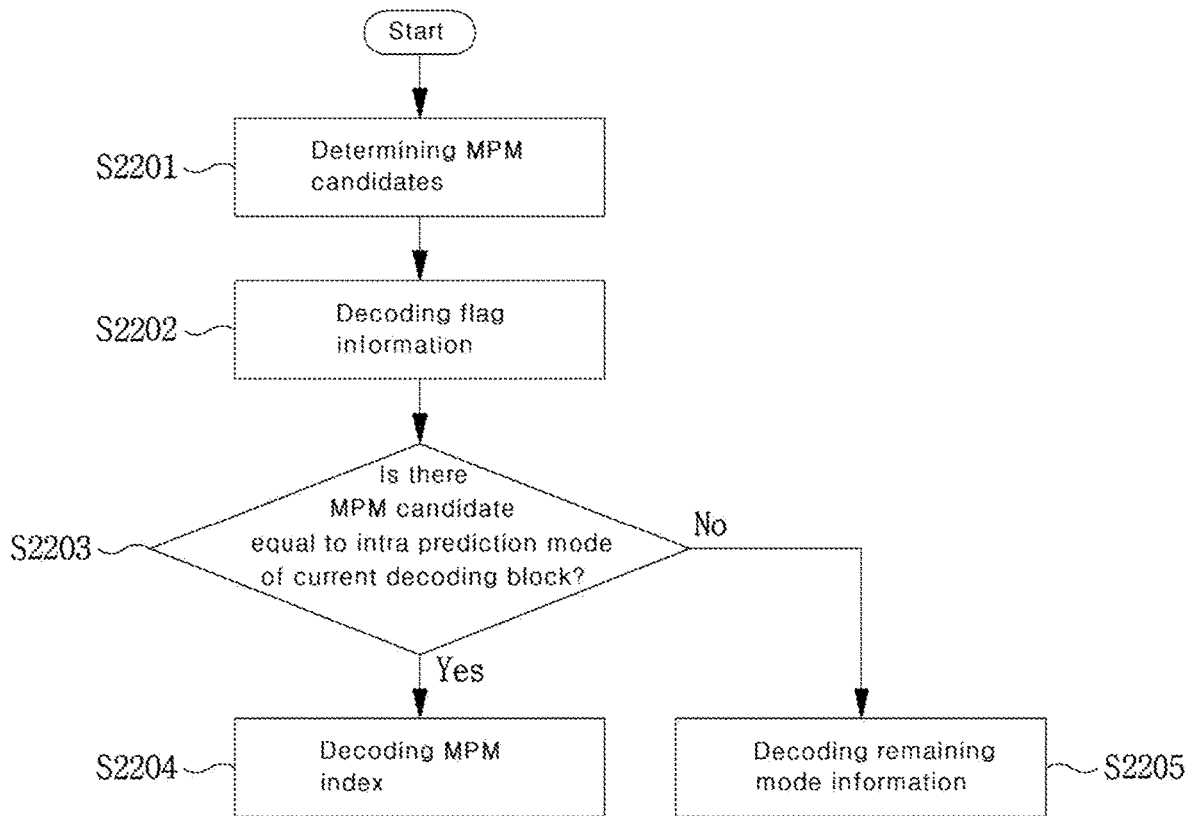 Start
S2201
Determining MPM
candidates
S2202
Decoding flag
information
S2203
Is there
MPM candidate
equal to intra prediction mode
of current decoding block?
No
Yes
S2204
Decoding MPM
index
Decoding remaining
mode information
S2205